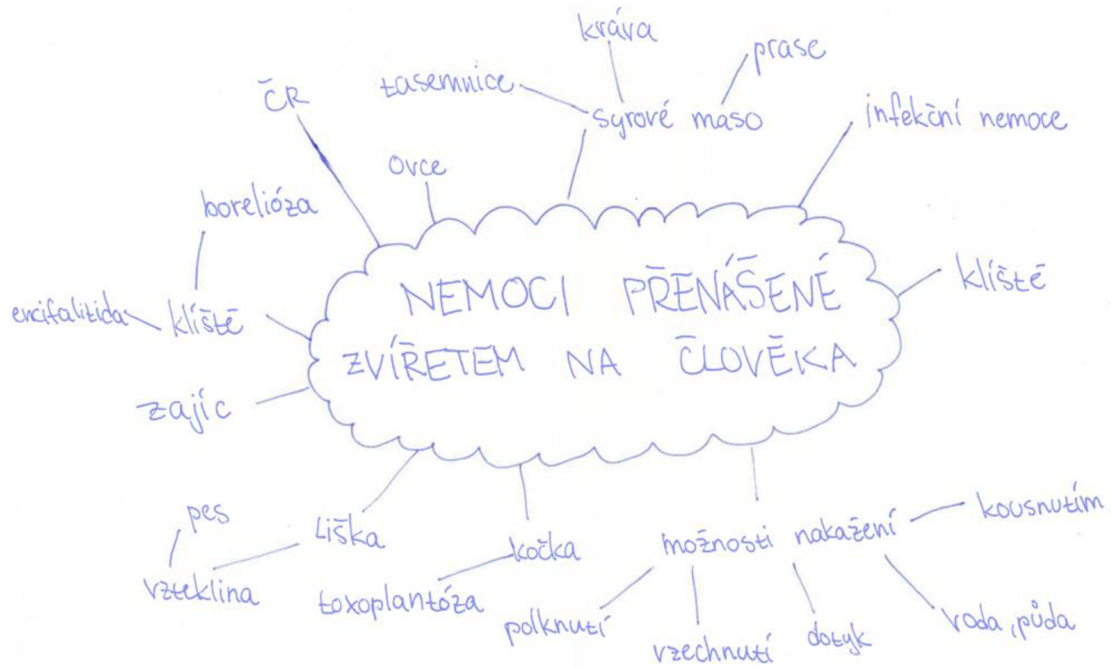 kráva
prase
tasemnice
ČR
syrové maso
infekční nemoce
ovce
borelióza
klíště
NEMOCI PŘENÁŠENÉ
ZVÍŘETEM NA ČLOVĚKA
encifalitida
klíště
zajíc
pes
liška
kočka
možnosti nakažení
kousnutím
vzteklina
toxoplantóza
polknutí
vzechnutí
dotyk
voda, půda